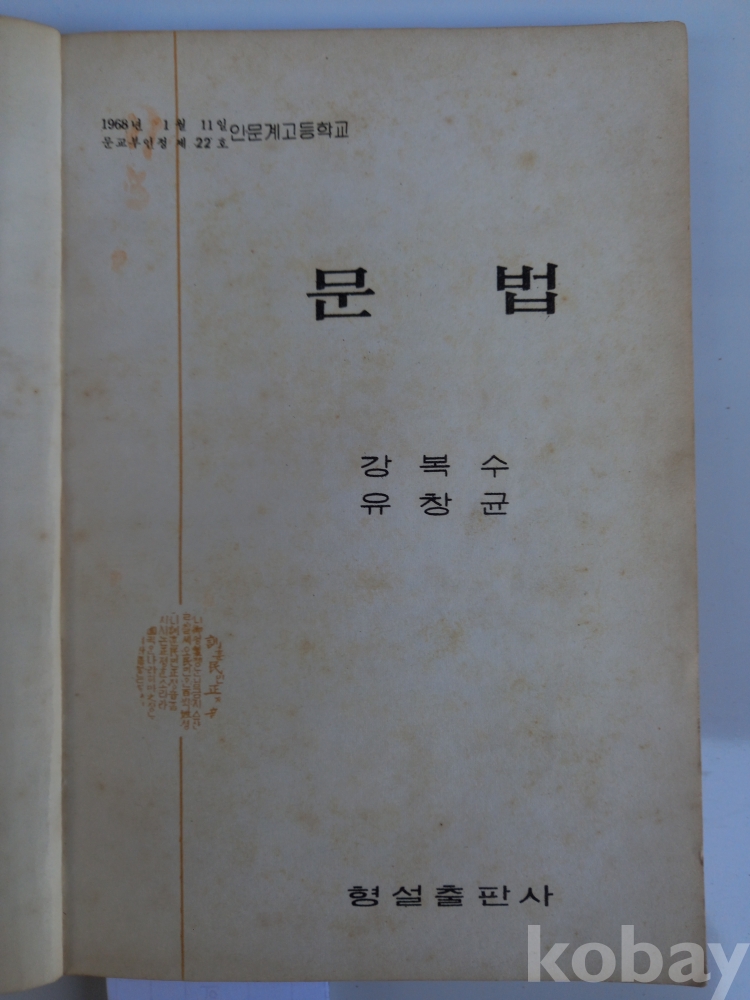 1968년 1월 11일
문교부인정 제 22호 인문계고등학교
문 법
강 복 수
유 창 균
형설출판사
kobay